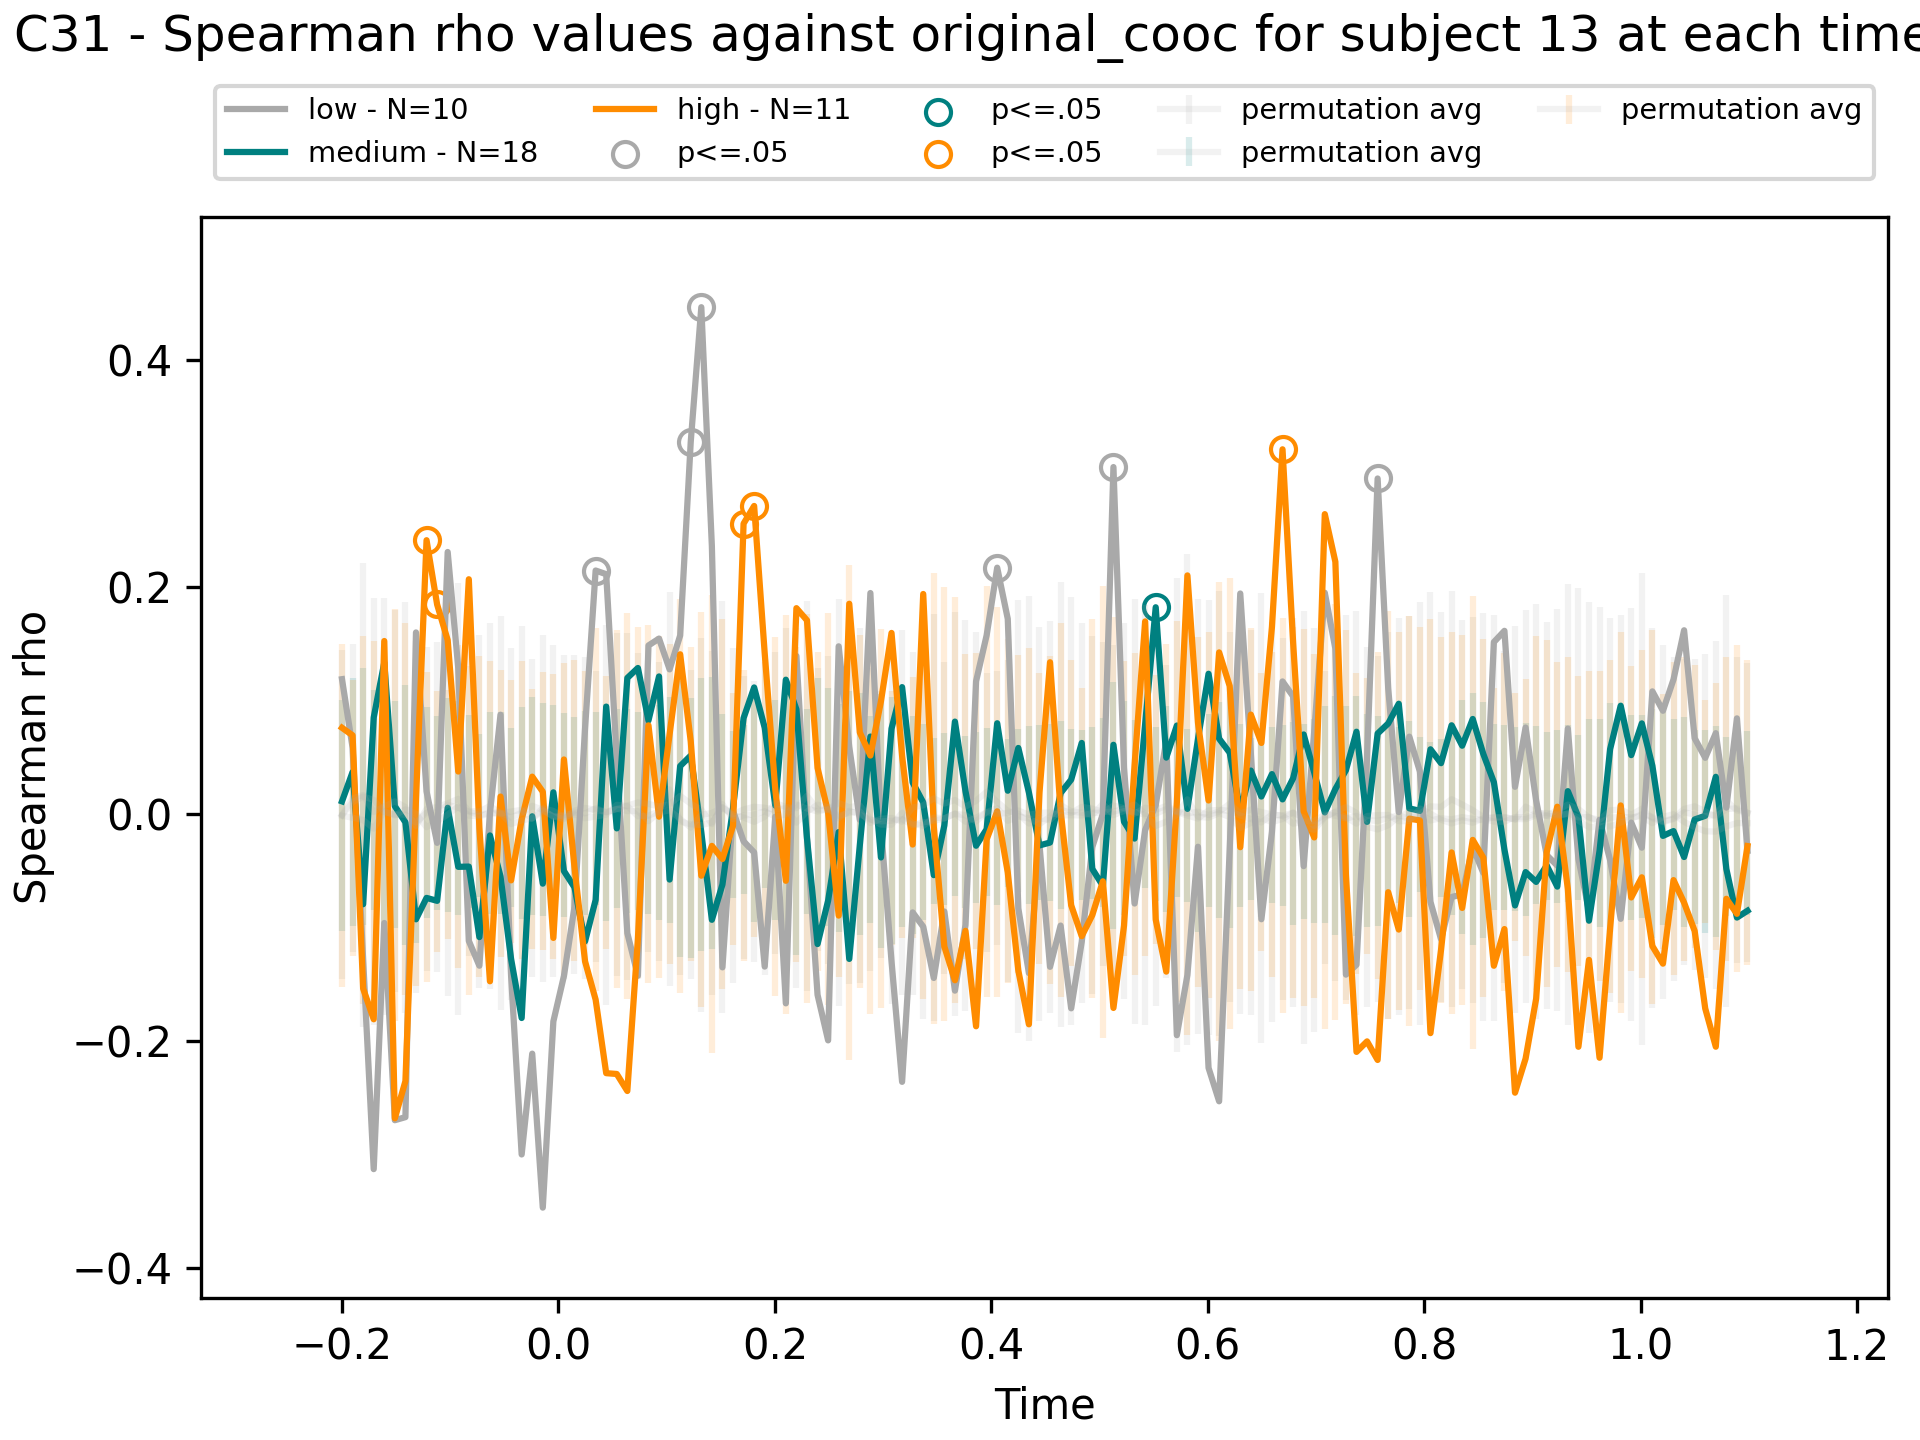 C31 - Spearman rho values against original_cooc for subject 13 at each time
low - N=10 high - N=11 p<=.05 permutation avg permutation avg
medium - N=18 p<=.05 p<=.05 permutation avg
Spearman rho
0.4
0.2
0.0
−0.2
−0.4
−0.2 0.0 0.2 0.4 0.6 0.8 1.0 1.2
Time